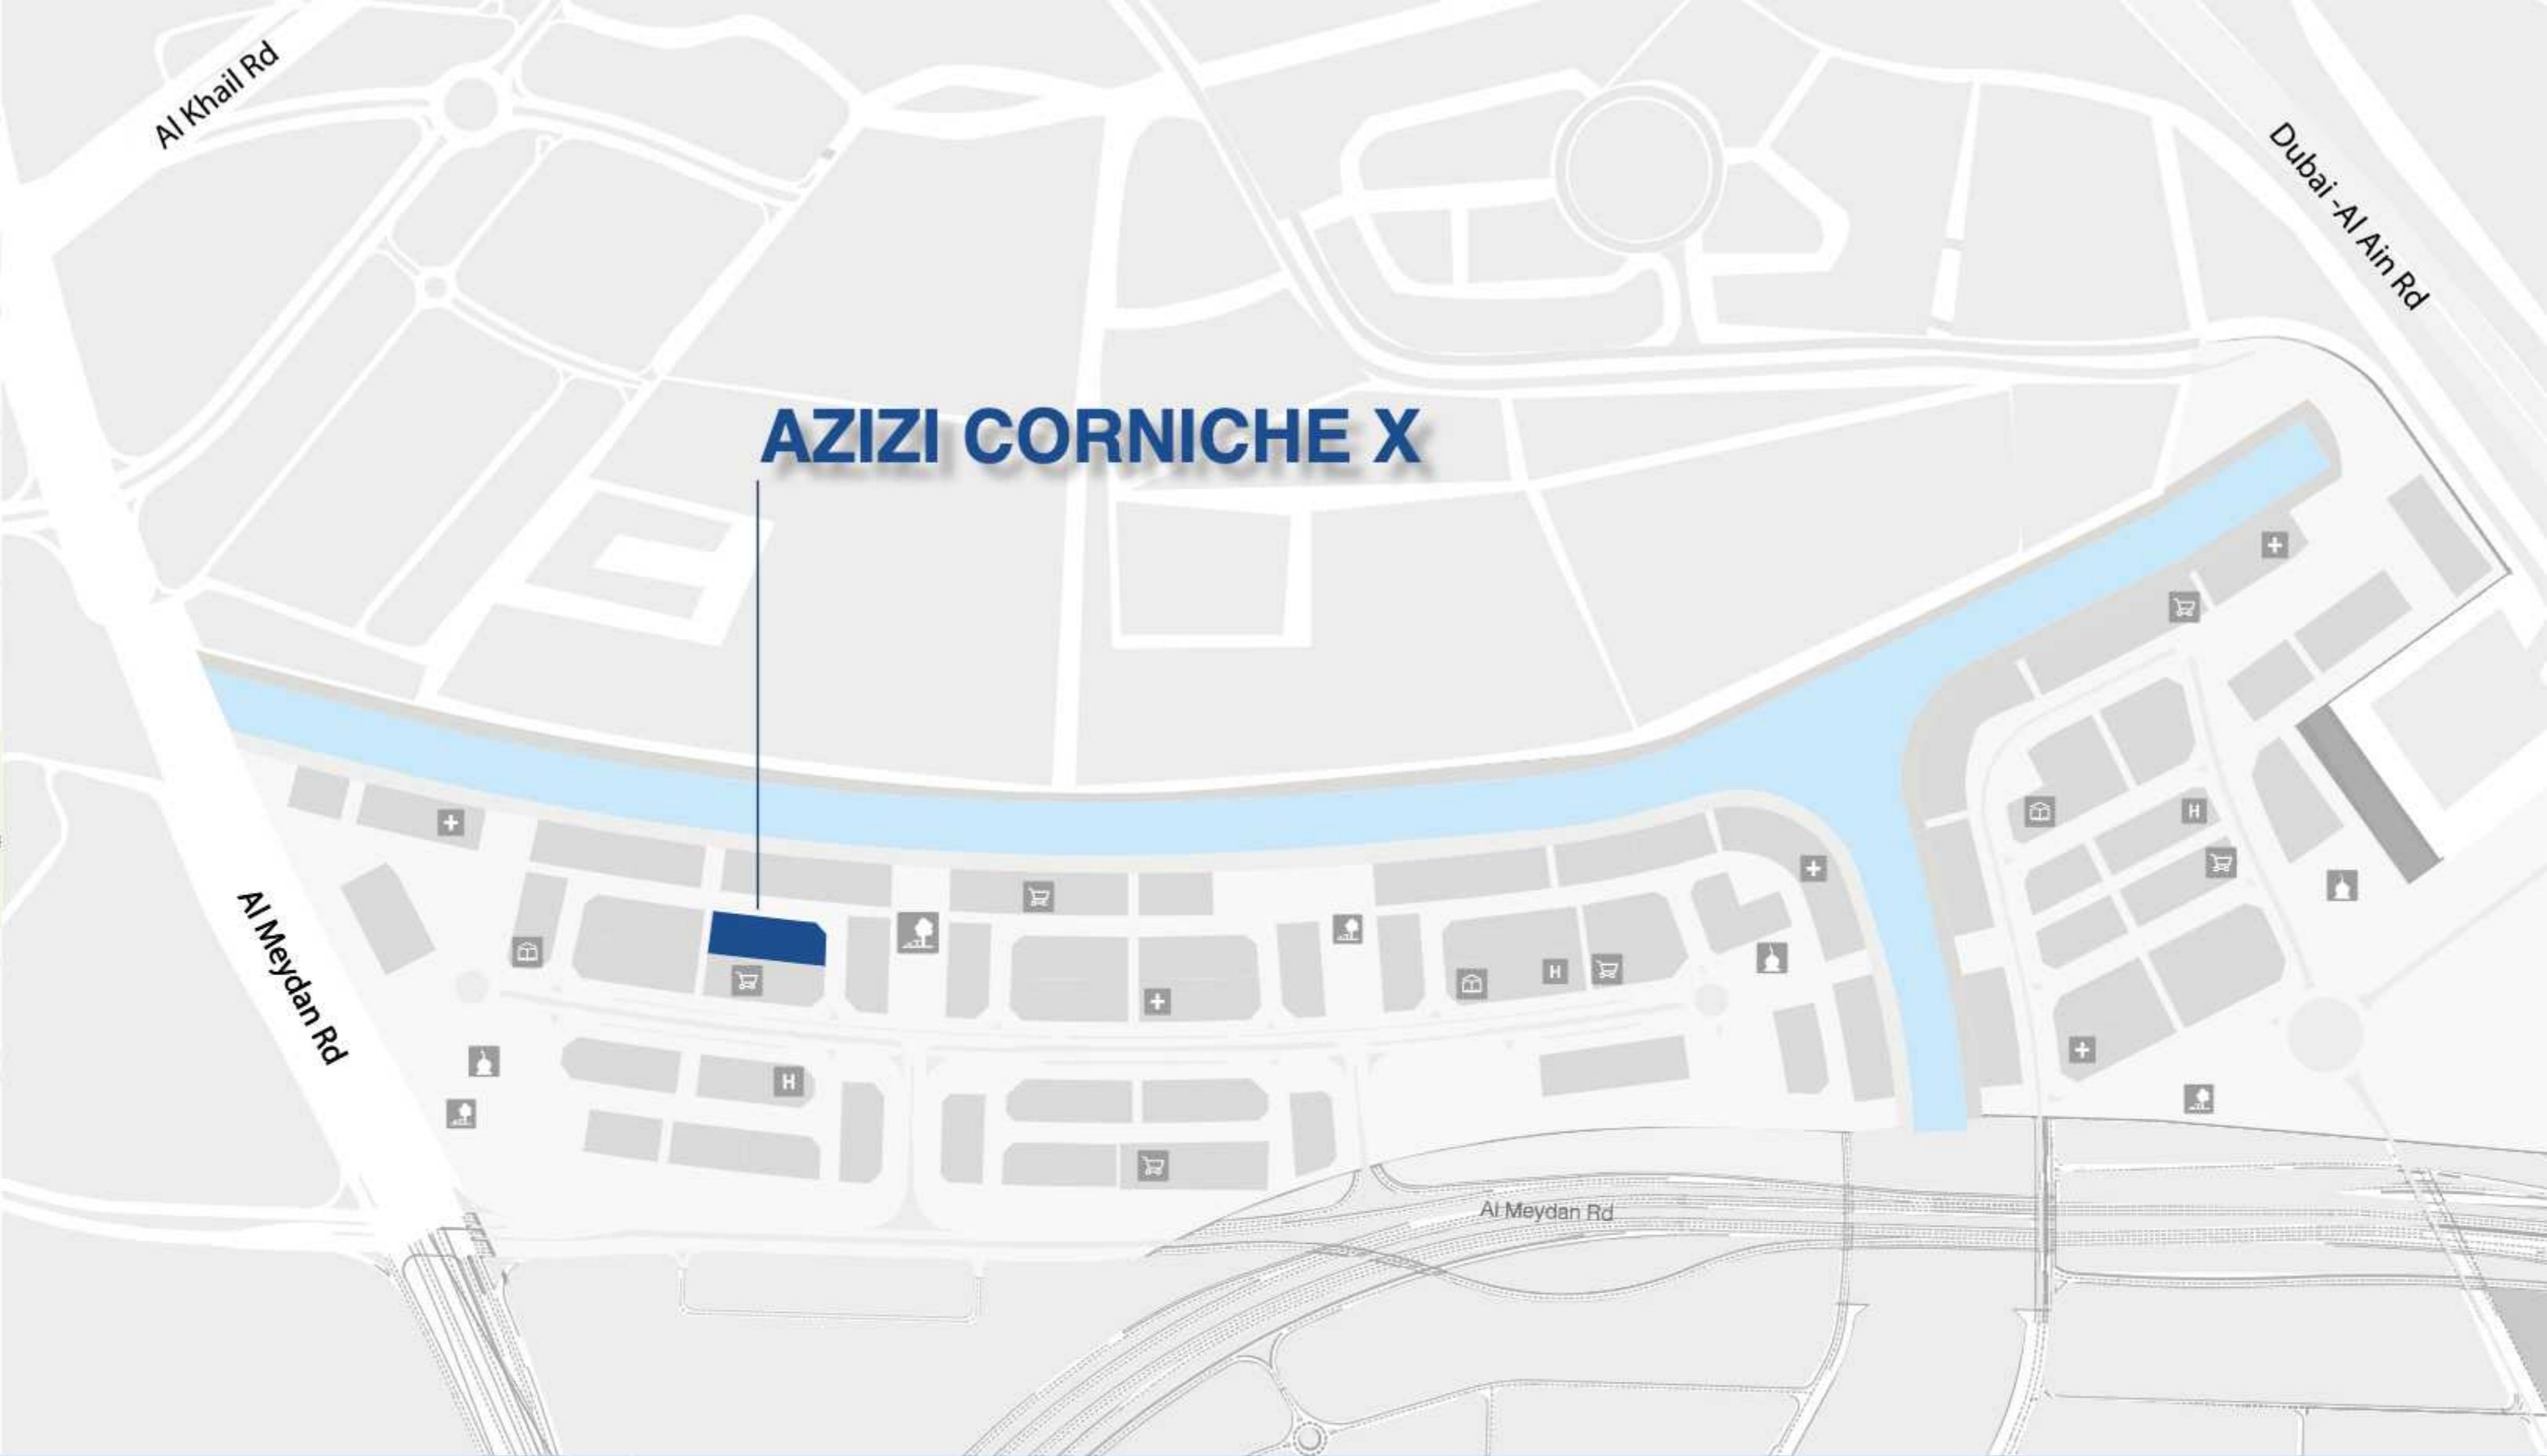 Al Khail Rd
Dubai -Al Ain Rd
AZIZI CORNICHE X
Al Meydan Rd
H
H
H
Al Meydan Rd